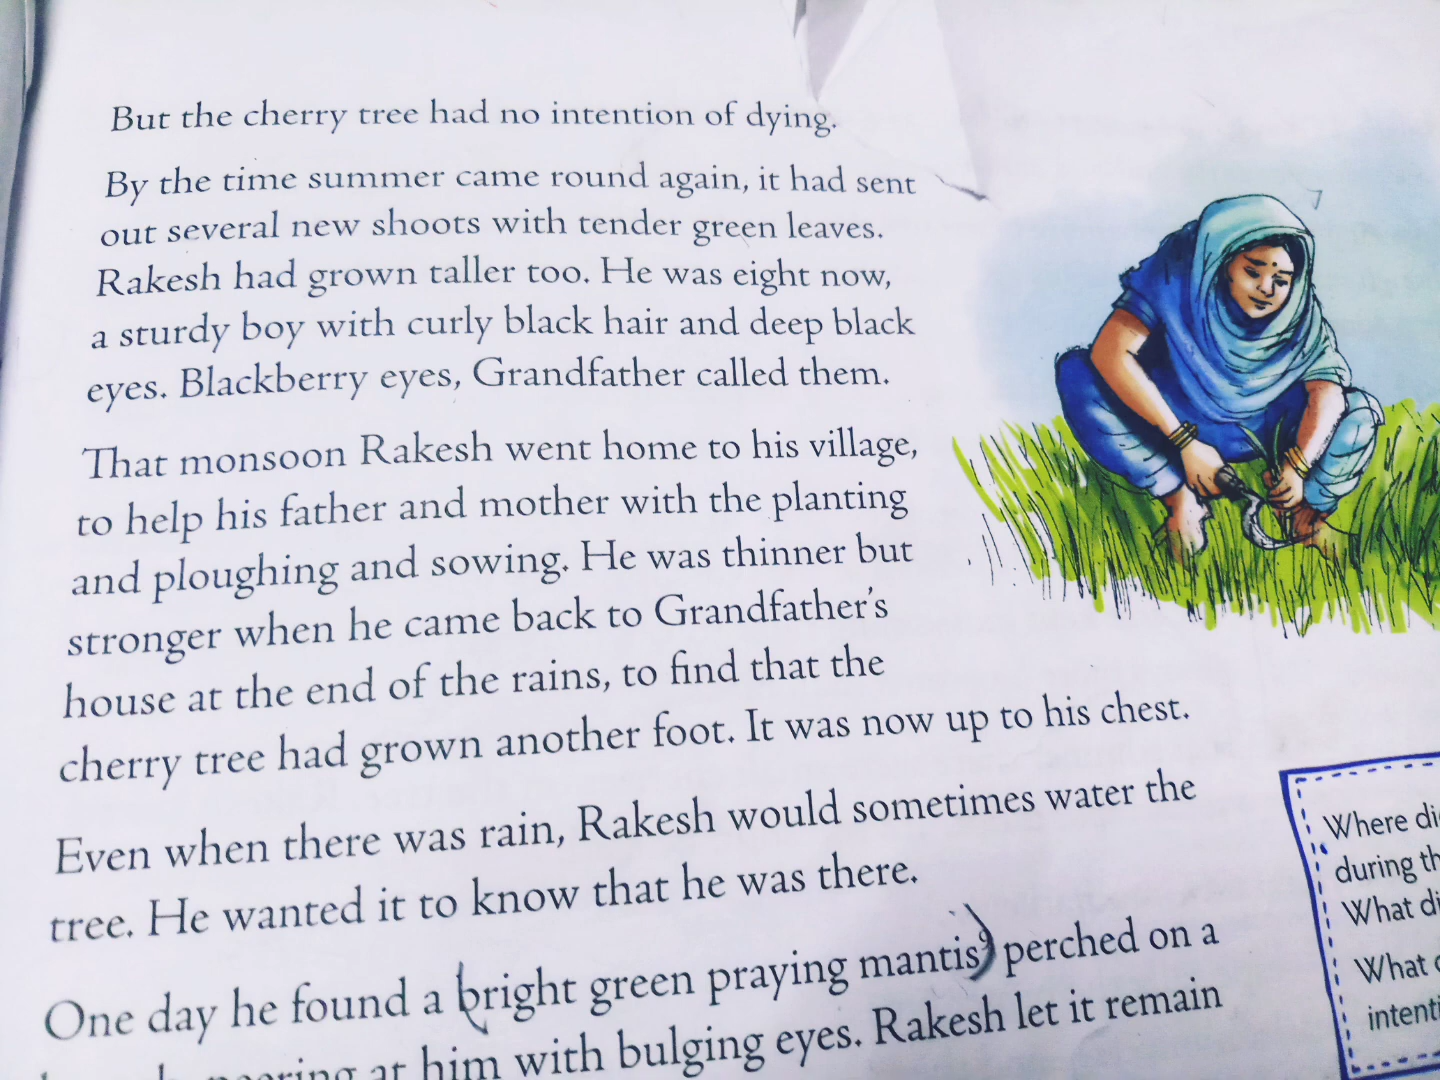 But the cherry tree had no intention of dying.
By the time summer came round again, it had sent
out several new shoots with tender green leaves.
Rakesh had grown taller too. He was eight now,
a sturdy boy with curly black hair and deep black
eyes. Blackberry eyes, Grandfather called them.
That monsoon Rakesh went home to his village,
to help his father and mother with the planting
and ploughing and sowing. He was thinner but
stronger when he came back to Grandfather's
house at the end of the rains, to find that the
cherry tree had grown another foot. It was now up to his chest.
Even when there was rain, Rakesh would sometimes water the
tree. He wanted it to know that he was there.
One day he found a bright green praying mantis⁹ perched on a
peering at him with bulging eyes. Rakesh let it remain
Where
during
What
What